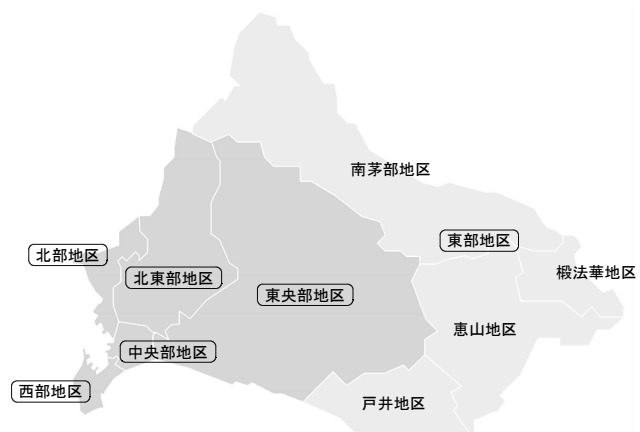 南茅部地区
東部地区
北部地区
椴法華地区
北東部地区
東央部地区
恵山地区
中央部地区
西部地区
戸井地区